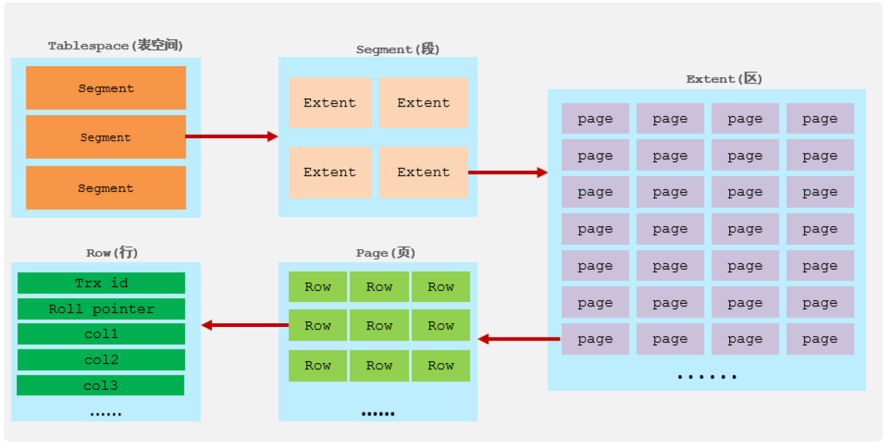 Tablespace(表空间)
Segment
Segment
Segment
Segment(段)
Extent Extent
Extent Extent
Extent(区)
page page page page
page page page page
page page page page
page page page page
page page page page
page page page page
page page page page
......
Row(行)
Trx id
Roll pointer
col1
col2
col3
......
Page(页)
Row Row Row
Row Row Row
Row Row Row
......